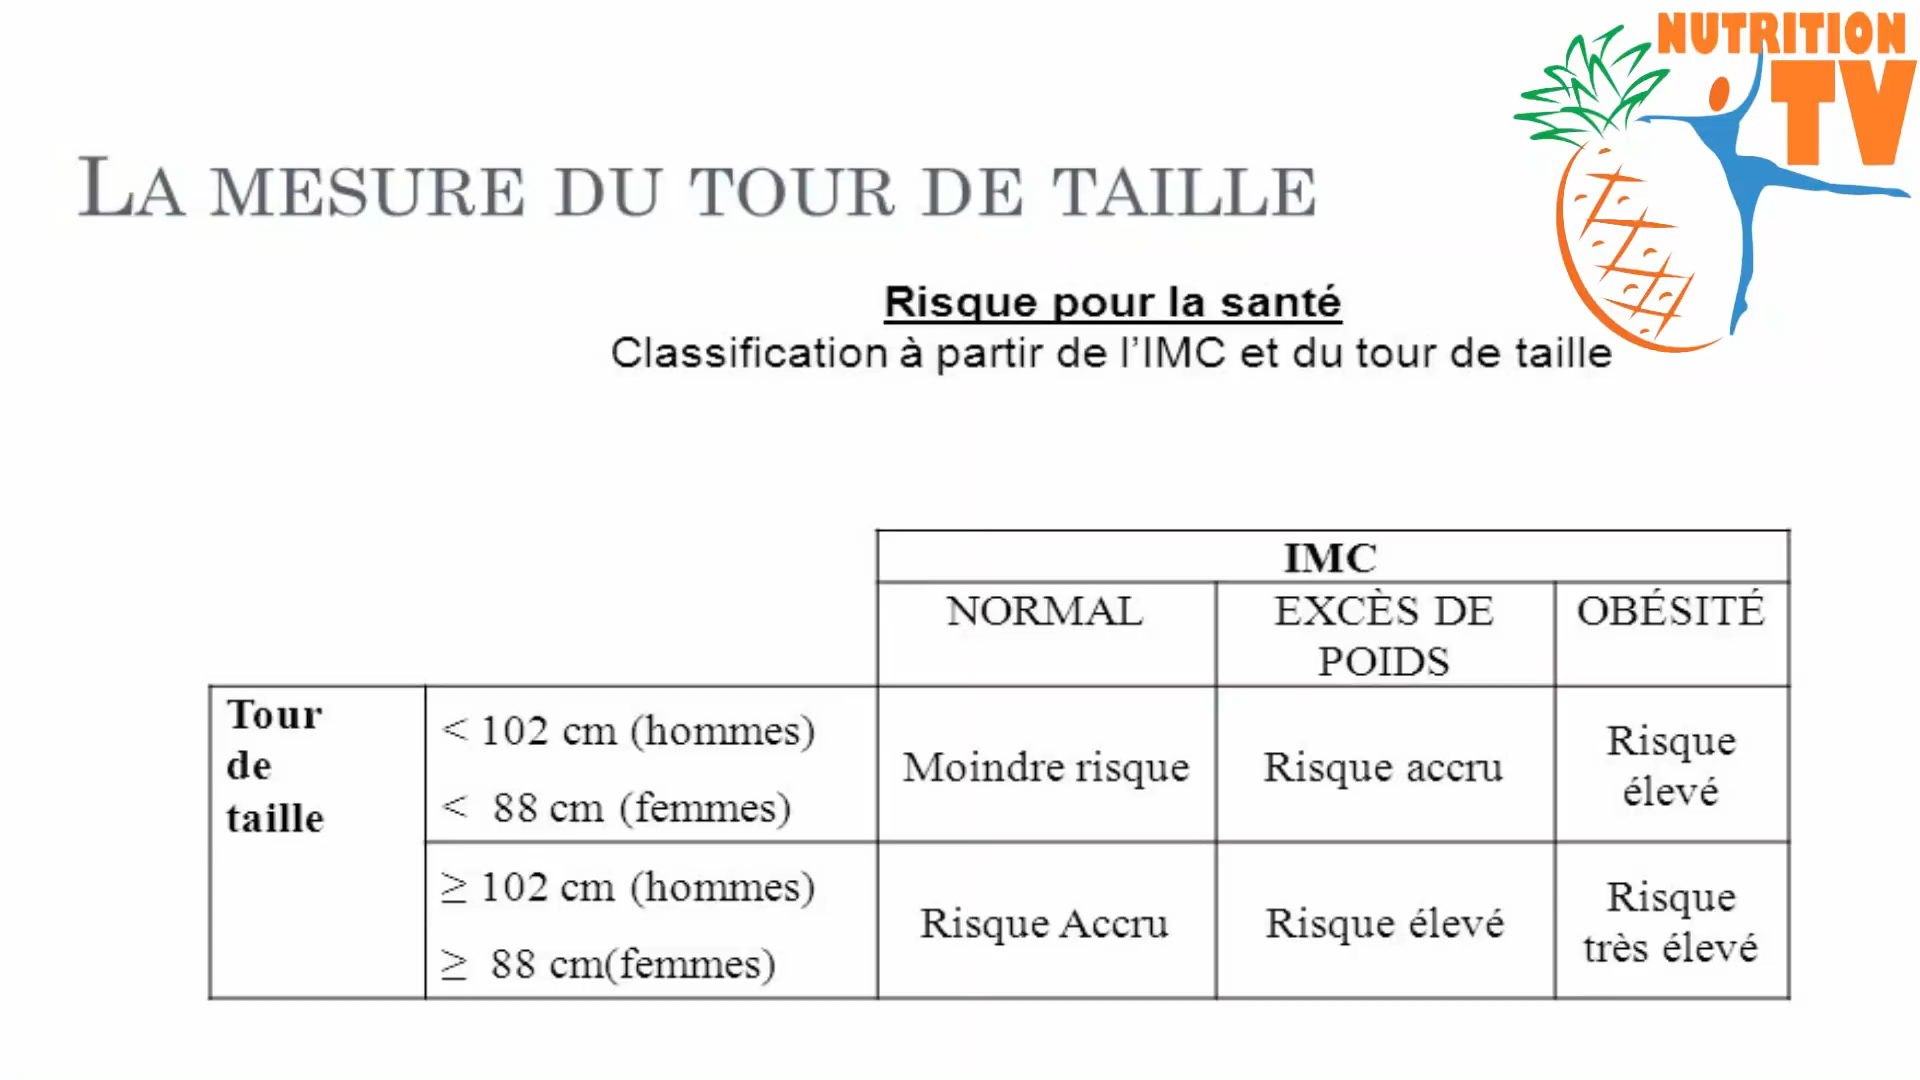 NUTRITION
TV
LA MESURE DU TOUR DE TAILLE
Risque pour la santé
Classification à partir de l’IMC et du tour de taille
IMC
NORMAL
EXCÈS DE
POIDS
OBÉSITÉ
Tour
de
taille
< 102 cm (hommes)
< 88 cm (femmes)
Moindre risque
Risque accru
Risque
élevé
≥ 102 cm (hommes)
≥ 88 cm(femmes)
Risque Accru
Risque élevé
Risque
très élevé